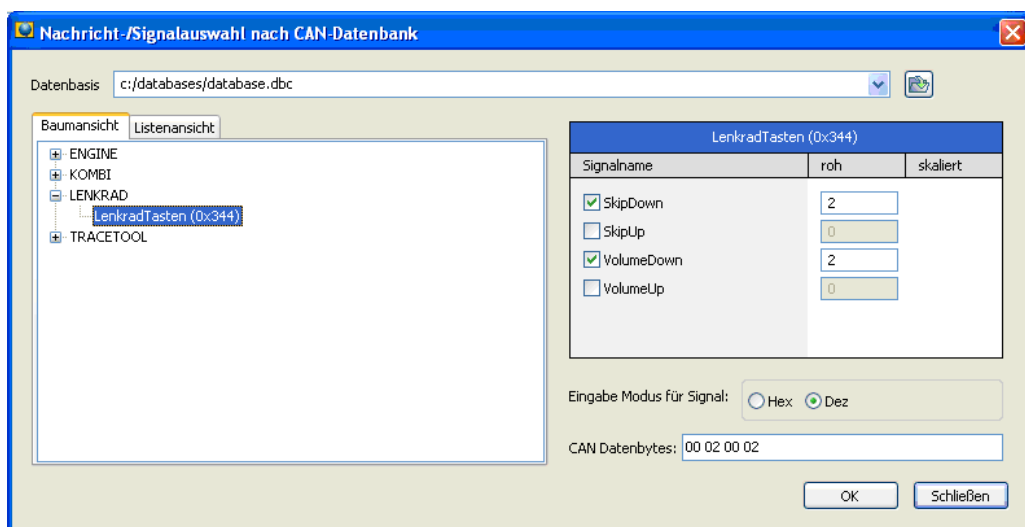 Nachricht-/Signalauswahl nach CAN-Datenbank
Datenbasis c:/databases/database.dbc
Baumansicht Listenansicht
ENGINE
KOMBI
LENKRAD
LenkradTasten (0x344)
TRACETOOL
LenkradTasten (0x344)
Signalname roh skaliert
SkipDown 2
SkipUp 0
VolumeDown 2
VolumeUp 0
Eingabe Modus für Signal: Hex Dez
CAN Datenbytes: 00 02 00 02
OK Schließen